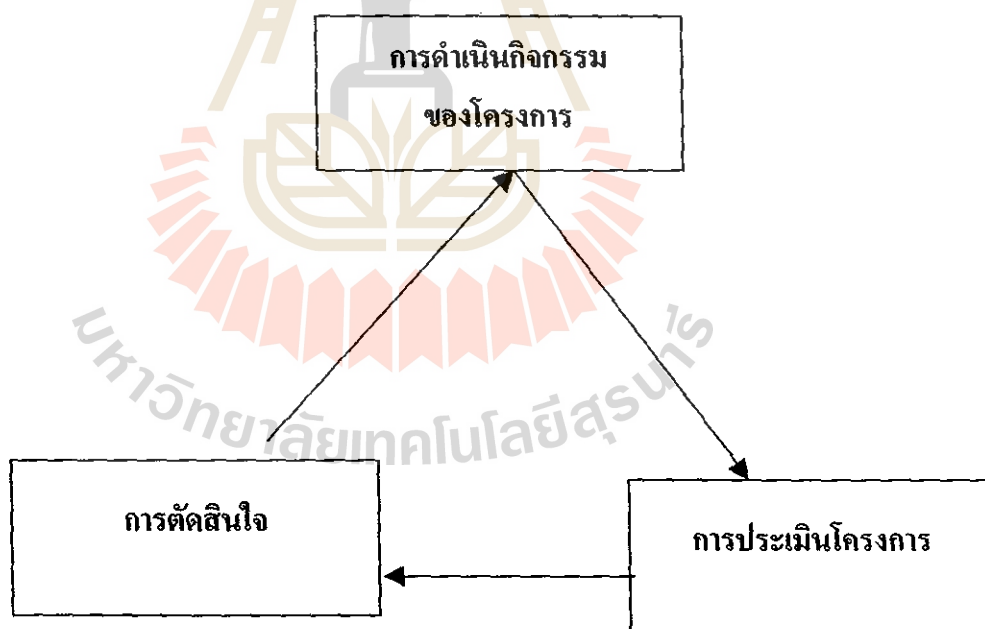 การดำเนินกิจกรรม
ของโครงการ
มหาวิทยาลัยเทคโนโลยีสุรนารี
การตัดสินใจ
การประเมินโครงการ